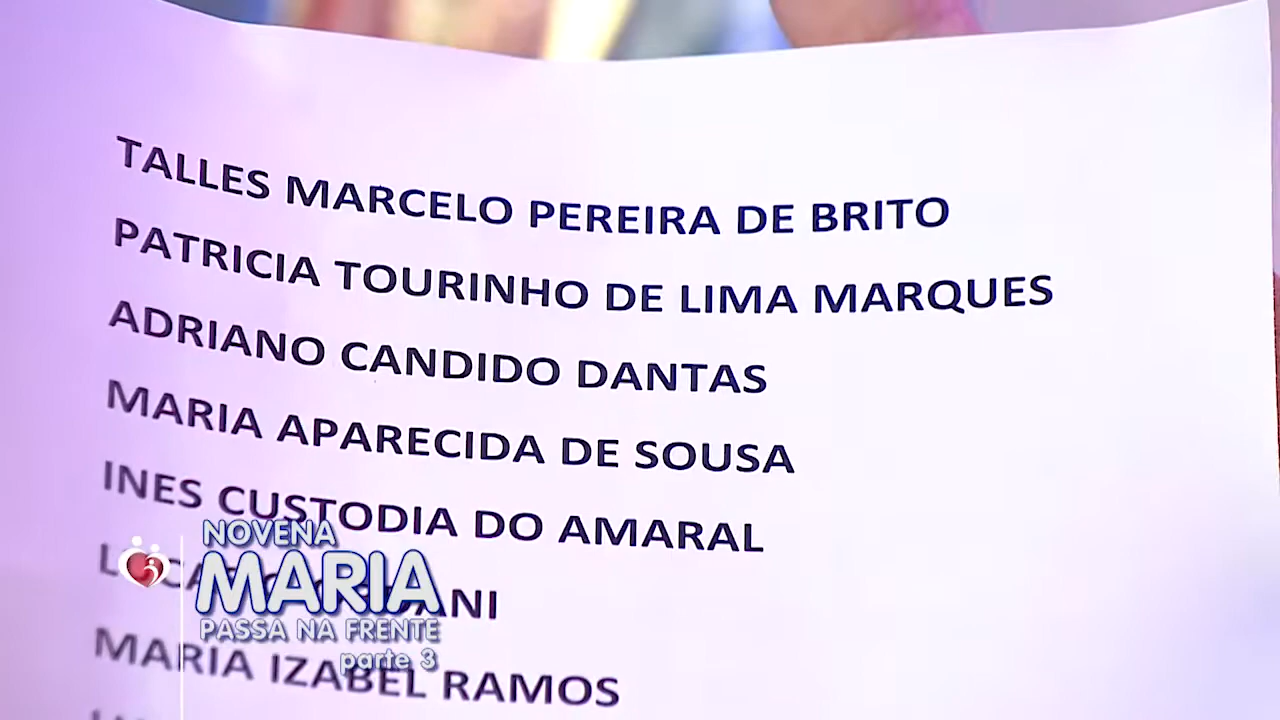 TALLES MARCELO PEREIRA DE BRITO
PATRICIA TOURINHO DE LIMA MARQUES
ADRIANO CANDIDO DANTAS
MARIA APARECIDA DE SOUSA
INES CUSTODIA DO AMARAL
MARIA IZABEL RAMOS
NOVENA
MARIA
PASSA NA FRENTE
parte 3